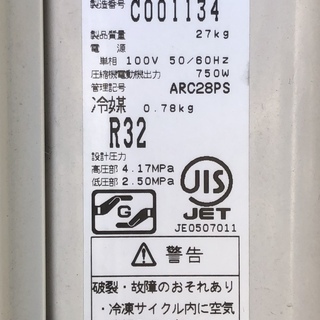 製造番号 C001134
製品質量 27kg
電源
単相 100V 50/60Hz
圧縮機電動機出力 750W
管理記号 ARC28PS
冷媒 0.78kg
R32
設計圧力
高圧部 4.17MPa
低圧部 2.50MPa
G
JIS
JET
JE0507011
⚠警告
破裂・故障のおそれあり
・冷凍サイクル内に空気